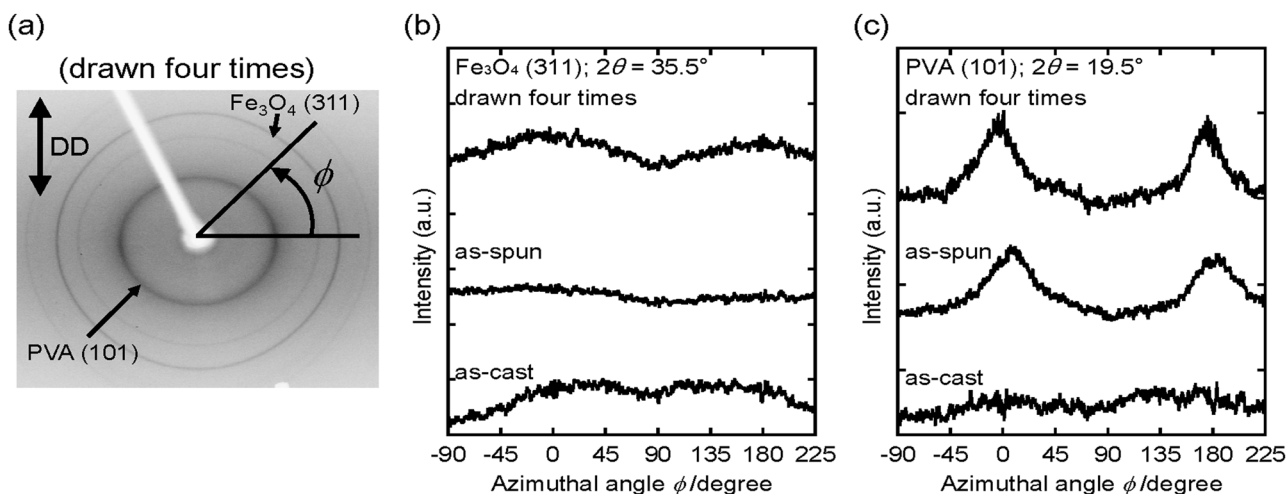 (a)
(drawn four times)
Fe₃O₄ (311)
DD
ϕ
PVA (101)
(b)
Fe₃O₄ (311); 2θ = 35.5°
drawn four times
as-spun
as-cast
Intensity (a.u.)
-90 -45 0 45 90 135 180 225
Azimuthal angle ϕ/degree
(c)
PVA (101); 2θ = 19.5°
drawn four times
as-spun
as-cast
Intensity (a.u.)
-90 -45 0 45 90 135 180 225
Azimuthal angle ϕ/degree